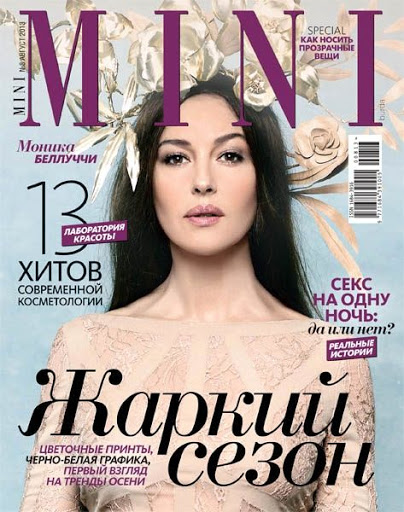 MINI
MINI №8/АВГУСТ 2013
SPECIAL
КАК НОСИТЬ
ПРОЗРАЧНЫЕ
ВЕЩИ
burda
Моника
БЕЛЛУЧЧИ
13
ЛАБОРАТОРИЯ
КРАСОТЫ
ХИТОВ
СОВРЕМЕННОЙ
КОСМЕТОЛОГИИ
СЕКС
НА ОДНУ
НОЧЬ:
да или нет?
РЕАЛЬНЫЕ
ИСТОРИИ
Жаркий
сезон
ЦВЕТОЧНЫЕ ПРИНТЫ,
ЧЕРНО-БЕЛАЯ ГРАФИКА,
ПЕРВЫЙ ВЗГЛЯД
НА ТРЕНДЫ ОСЕНИ